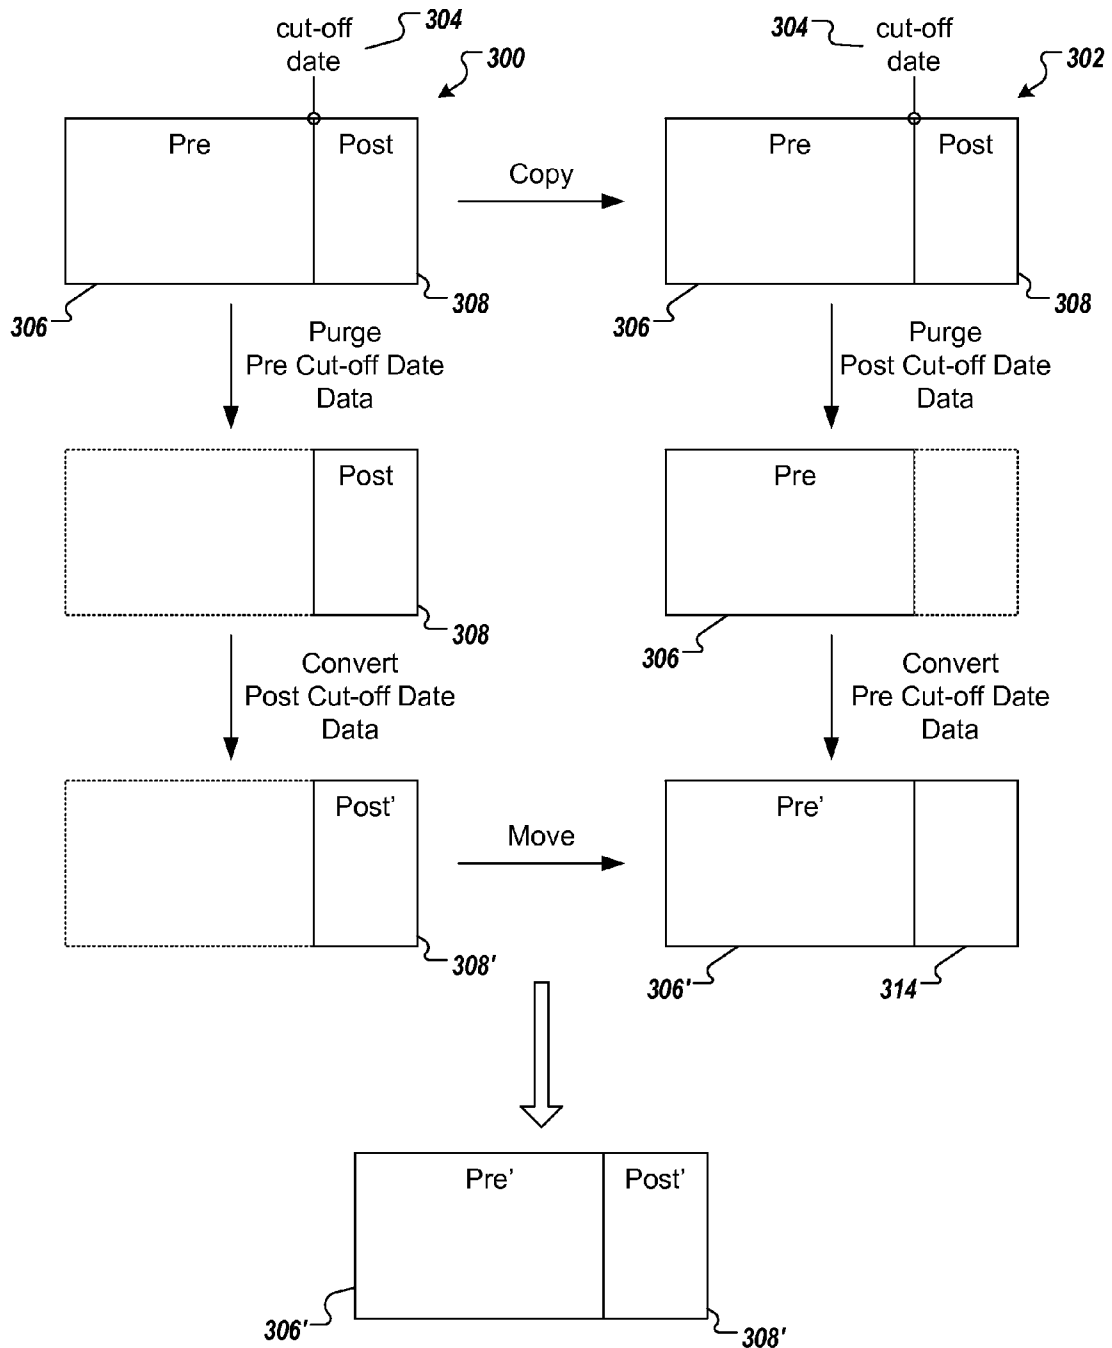 cut-off
date
304
300
304
cut-off
date
302
Pre
Post
Copy
Pre
Post
306
308
306
308
Purge
Pre Cut-off Date
Data
Purge
Post Cut-off Date
Data
Post
Pre
308
306
Convert
Post Cut-off Date
Data
Convert
Pre Cut-off Date
Data
Post’
Move
Pre’
308'
306'
314
Pre’
Post’
306'
308'